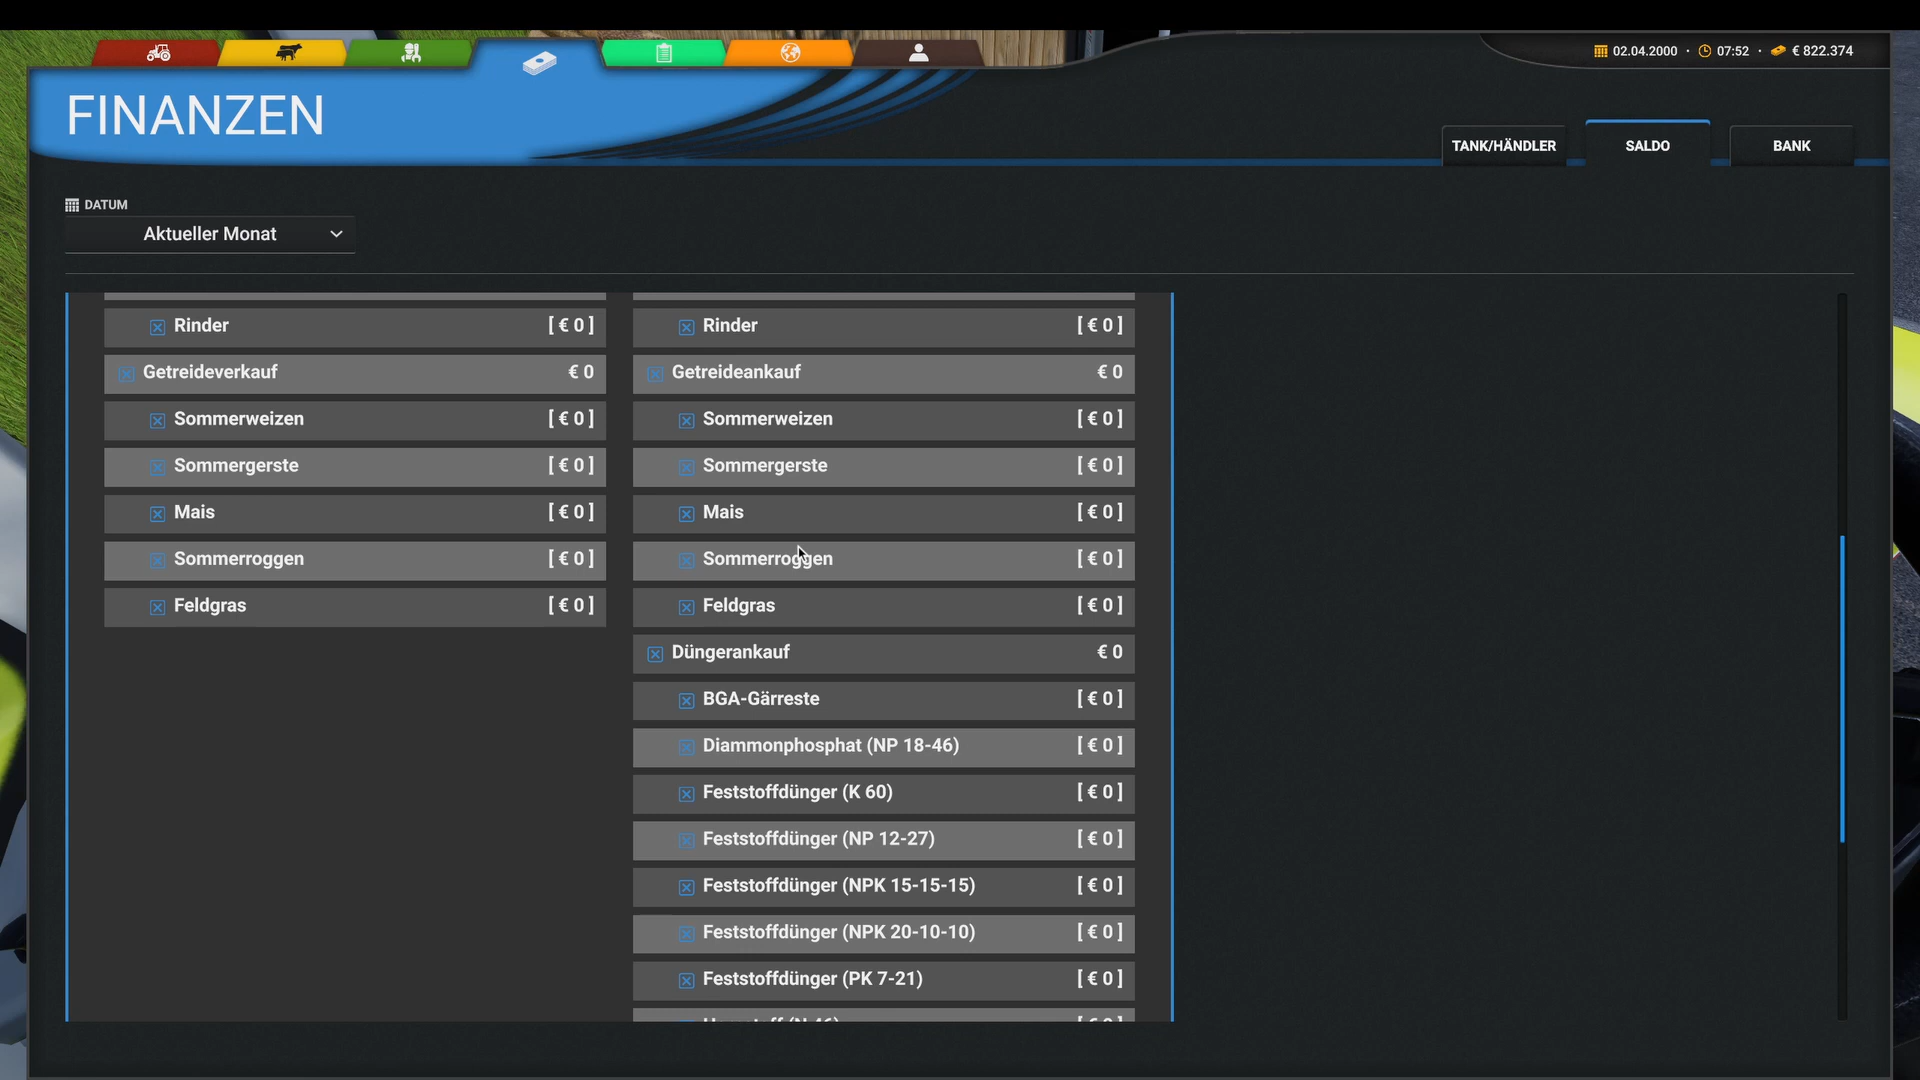 02.04.2000 · 07:52 · € 822.374
FINANZEN
TANK/HÄNDLER SALDO BANK
DATUM
Aktueller Monat
Rinder [ € 0 ]
Getreideverkauf € 0
Sommerweizen [ € 0 ]
Sommergerste [ € 0 ]
Mais [ € 0 ]
Sommerroggen [ € 0 ]
Feldgras [ € 0 ]
Rinder [ € 0 ]
Getreideankauf € 0
Sommerweizen [ € 0 ]
Sommergerste [ € 0 ]
Mais [ € 0 ]
Sommerroggen [ € 0 ]
Feldgras [ € 0 ]
Düngerankauf € 0
BGA-Gärreste [ € 0 ]
Diammonphosphat (NP 18-46) [ € 0 ]
Feststoffdünger (K 60) [ € 0 ]
Feststoffdünger (NP 12-27) [ € 0 ]
Feststoffdünger (NPK 15-15-15) [ € 0 ]
Feststoffdünger (NPK 20-10-10) [ € 0 ]
Feststoffdünger (PK 7-21) [ € 0 ]